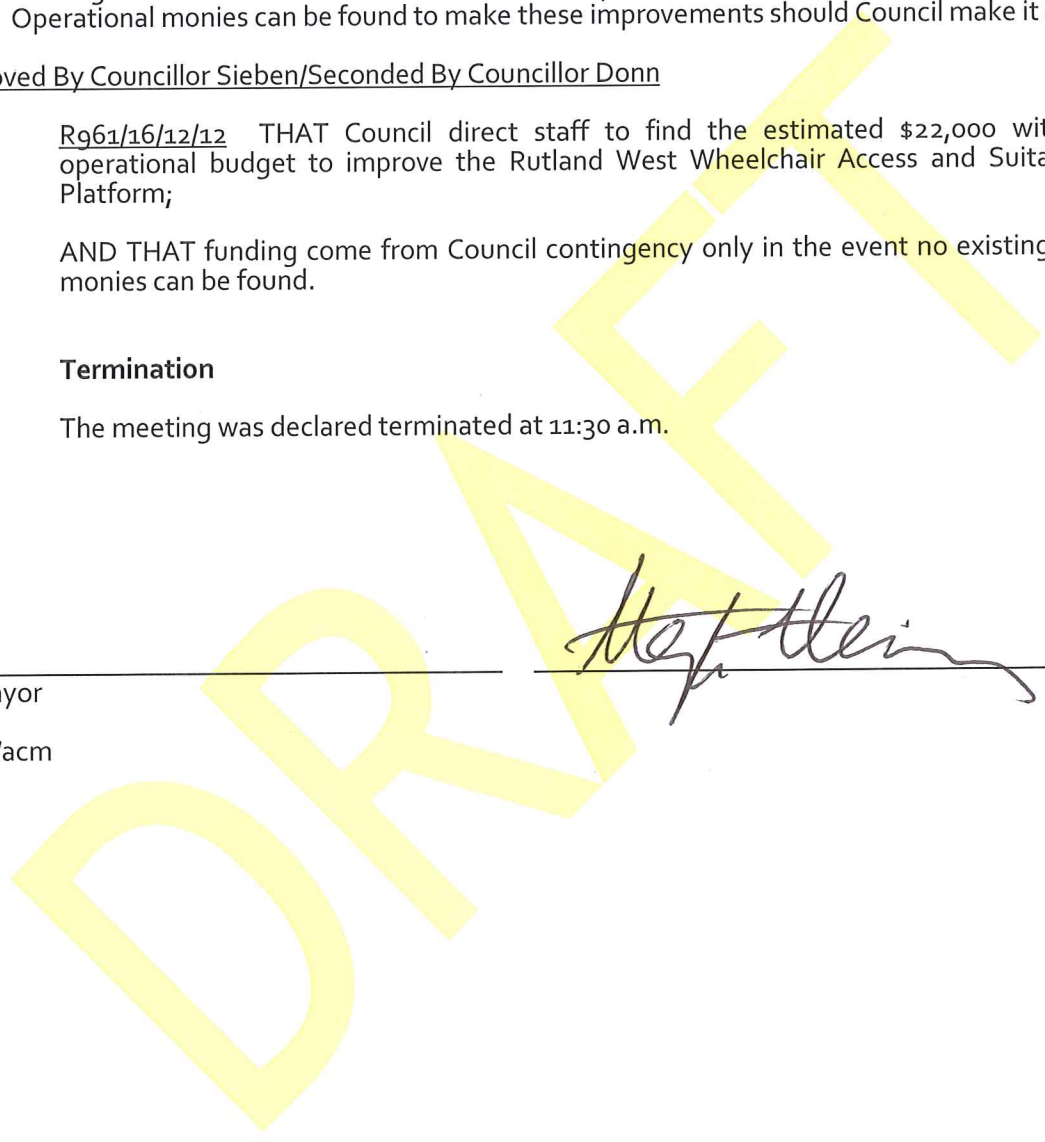 Operational monies can be found to make these improvements should Council make it
oved By Councillor Sieben/Seconded By Councillor Donn
R961/16/12/12 THAT Council direct staff to find the estimated $22,000 wit
operational budget to improve the Rutland West Wheelchair Access and Suita
Platform;
AND THAT funding come from Council contingency only in the event no existing
monies can be found.
Termination
The meeting was declared terminated at 11:30 a.m.
yor
/acm
DRAFT